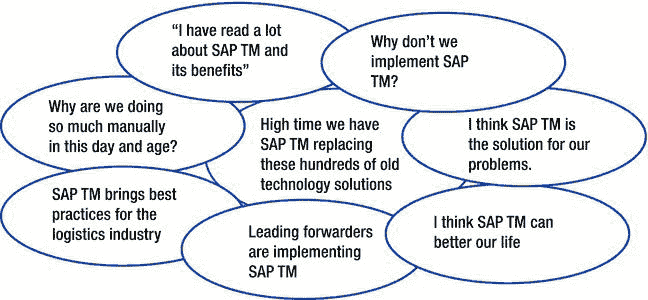 “I have read a lot
about SAP TM and
its benefits”
Why don’t we
implement SAP
TM?
Why are we doing
so much manually
in this day and age?
High time we have
SAP TM replacing
these hundreds of old
technology solutions
I think SAP TM is
the solution for our
problems.
SAP TM brings best
practices for the
logistics industry
Leading forwarders
are implementing
SAP TM
I think SAP TM can
better our life